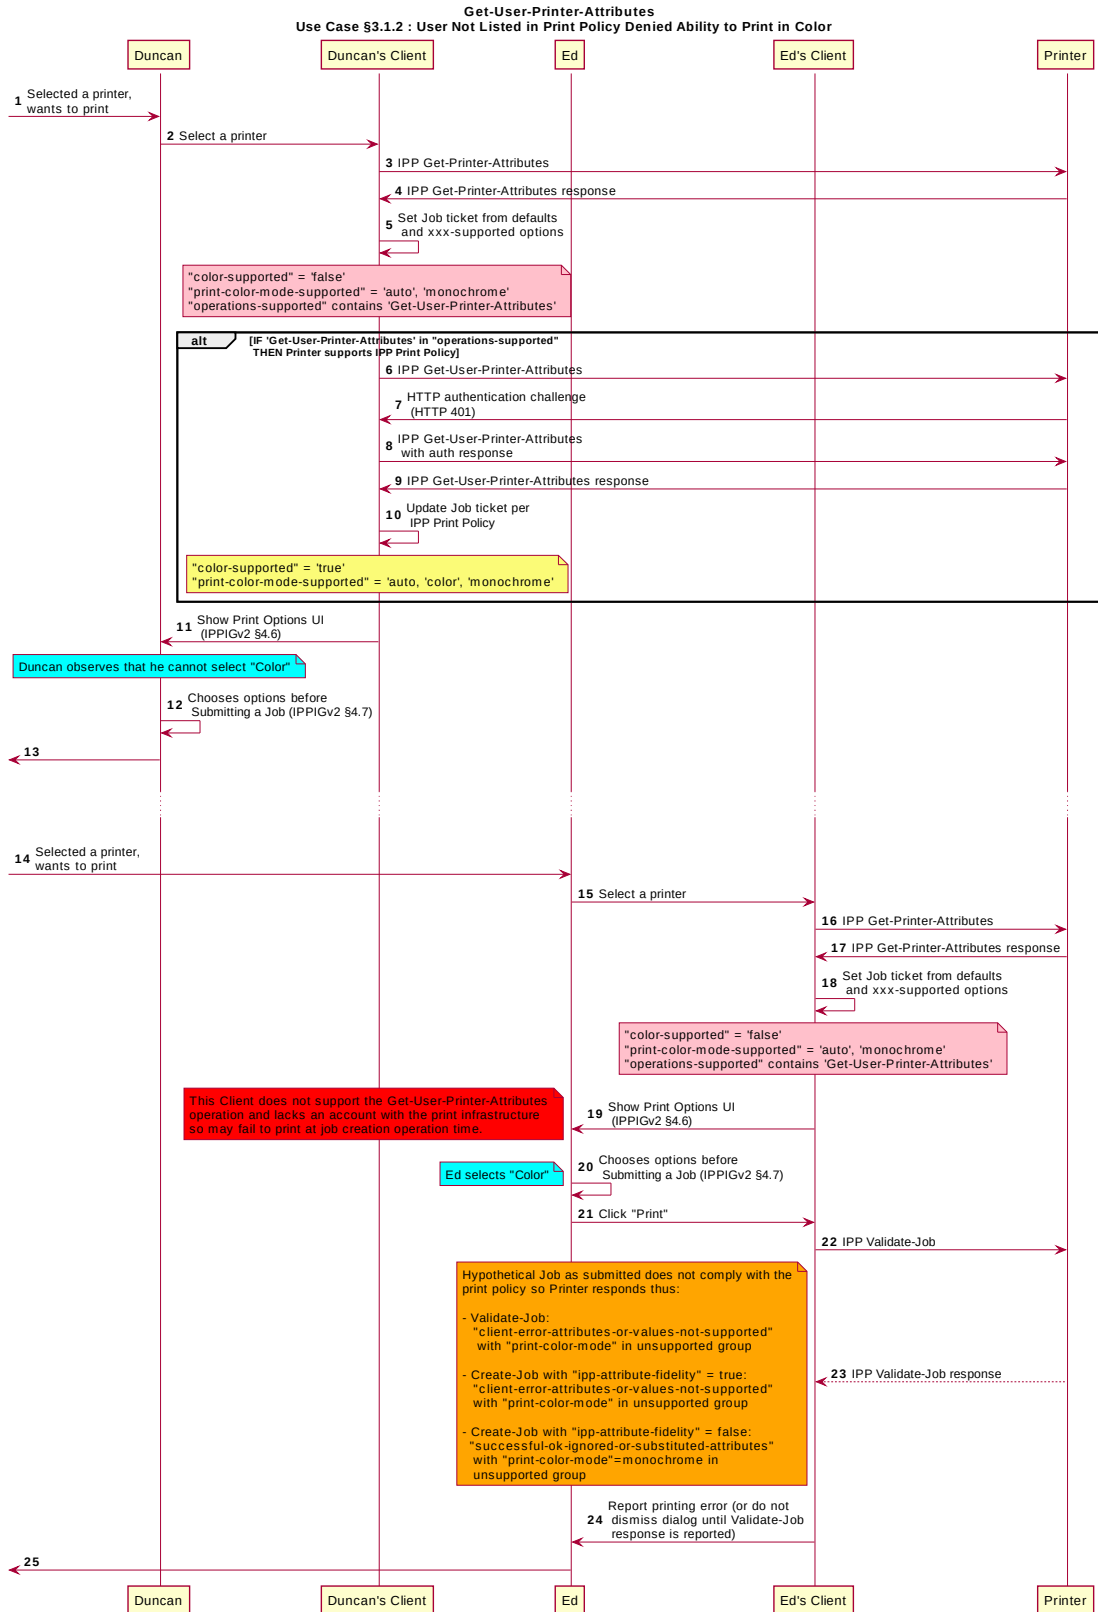 Get-User-Printer-Attributes
Use Case §3.1.2 : User Not Listed in Print Policy Denied Ability to Print in Color
Duncan
Duncan's Client
Ed
Ed's Client
Printer
1 Selected a printer,
wants to print
2 Select a printer
3 IPP Get-Printer-Attributes
4 IPP Get-Printer-Attributes response
5 Set Job ticket from defaults
and xxx-supported options
"color-supported" = 'false'
"print-color-mode-supported" = 'auto', 'monochrome'
"operations-supported" contains 'Get-User-Printer-Attributes'
alt [IF 'Get-User-Printer-Attributes' in "operations-supported"
THEN Printer supports IPP Print Policy]
6 IPP Get-User-Printer-Attributes
7 HTTP authentication challenge
(HTTP 401)
8 IPP Get-User-Printer-Attributes
with auth response
9 IPP Get-User-Printer-Attributes response
10 Update Job ticket per
IPP Print Policy
"color-supported" = 'true'
"print-color-mode-supported" = 'auto, 'color', 'monochrome'
11 Show Print Options UI
(IPPIGv2 §4.6)
Duncan observes that he cannot select "Color"
12 Chooses options before
Submitting a Job (IPPIGv2 §4.7)
13
14 Selected a printer,
wants to print
15 Select a printer
16 IPP Get-Printer-Attributes
17 IPP Get-Printer-Attributes response
18 Set Job ticket from defaults
and xxx-supported options
"color-supported" = 'false'
"print-color-mode-supported" = 'auto', 'monochrome'
"operations-supported" contains 'Get-User-Printer-Attributes'
This Client does not support the Get-User-Printer-Attributes
operation and lacks an account with the print infrastructure
so may fail to print at job creation operation time.
19 Show Print Options UI
(IPPIGv2 §4.6)
Ed selects "Color"
20 Chooses options before
Submitting a Job (IPPIGv2 §4.7)
21 Click "Print"
22 IPP Validate-Job
Hypothetical Job as submitted does not comply with the
print policy so Printer responds thus:
- Validate-Job:
"client-error-attributes-or-values-not-supported"
with "print-color-mode" in unsupported group
- Create-Job with "ipp-attribute-fidelity" = true:
"client-error-attributes-or-values-not-supported"
with "print-color-mode" in unsupported group
- Create-Job with "ipp-attribute-fidelity" = false:
"successful-ok-ignored-or-substituted-attributes"
with "print-color-mode"=monochrome in
unsupported group
23 IPP Validate-Job response
24 Report printing error (or do not
dismiss dialog until Validate-Job
response is reported)
25
Duncan
Duncan's Client
Ed
Ed's Client
Printer